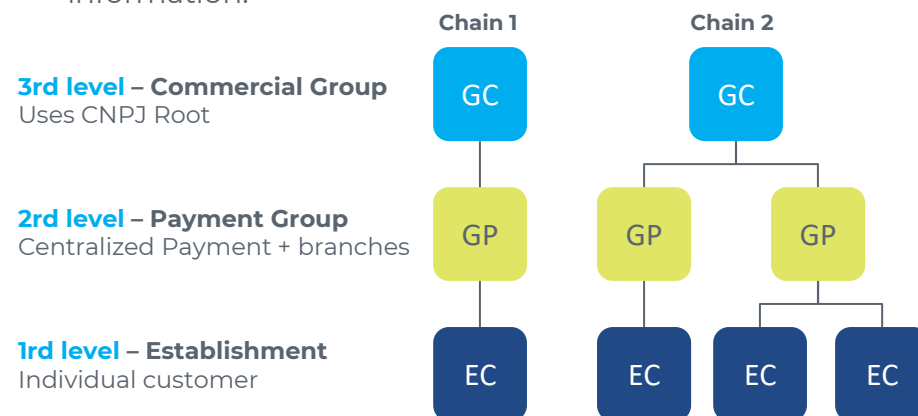 information.
Chain 1 Chain 2
3rd level – Commercial Group
Uses CNPJ Root
GC GC
2rd level – Payment Group
Centralized Payment + branches
GP GP GP
1rd level – Establishment
Individual customer
EC EC EC EC